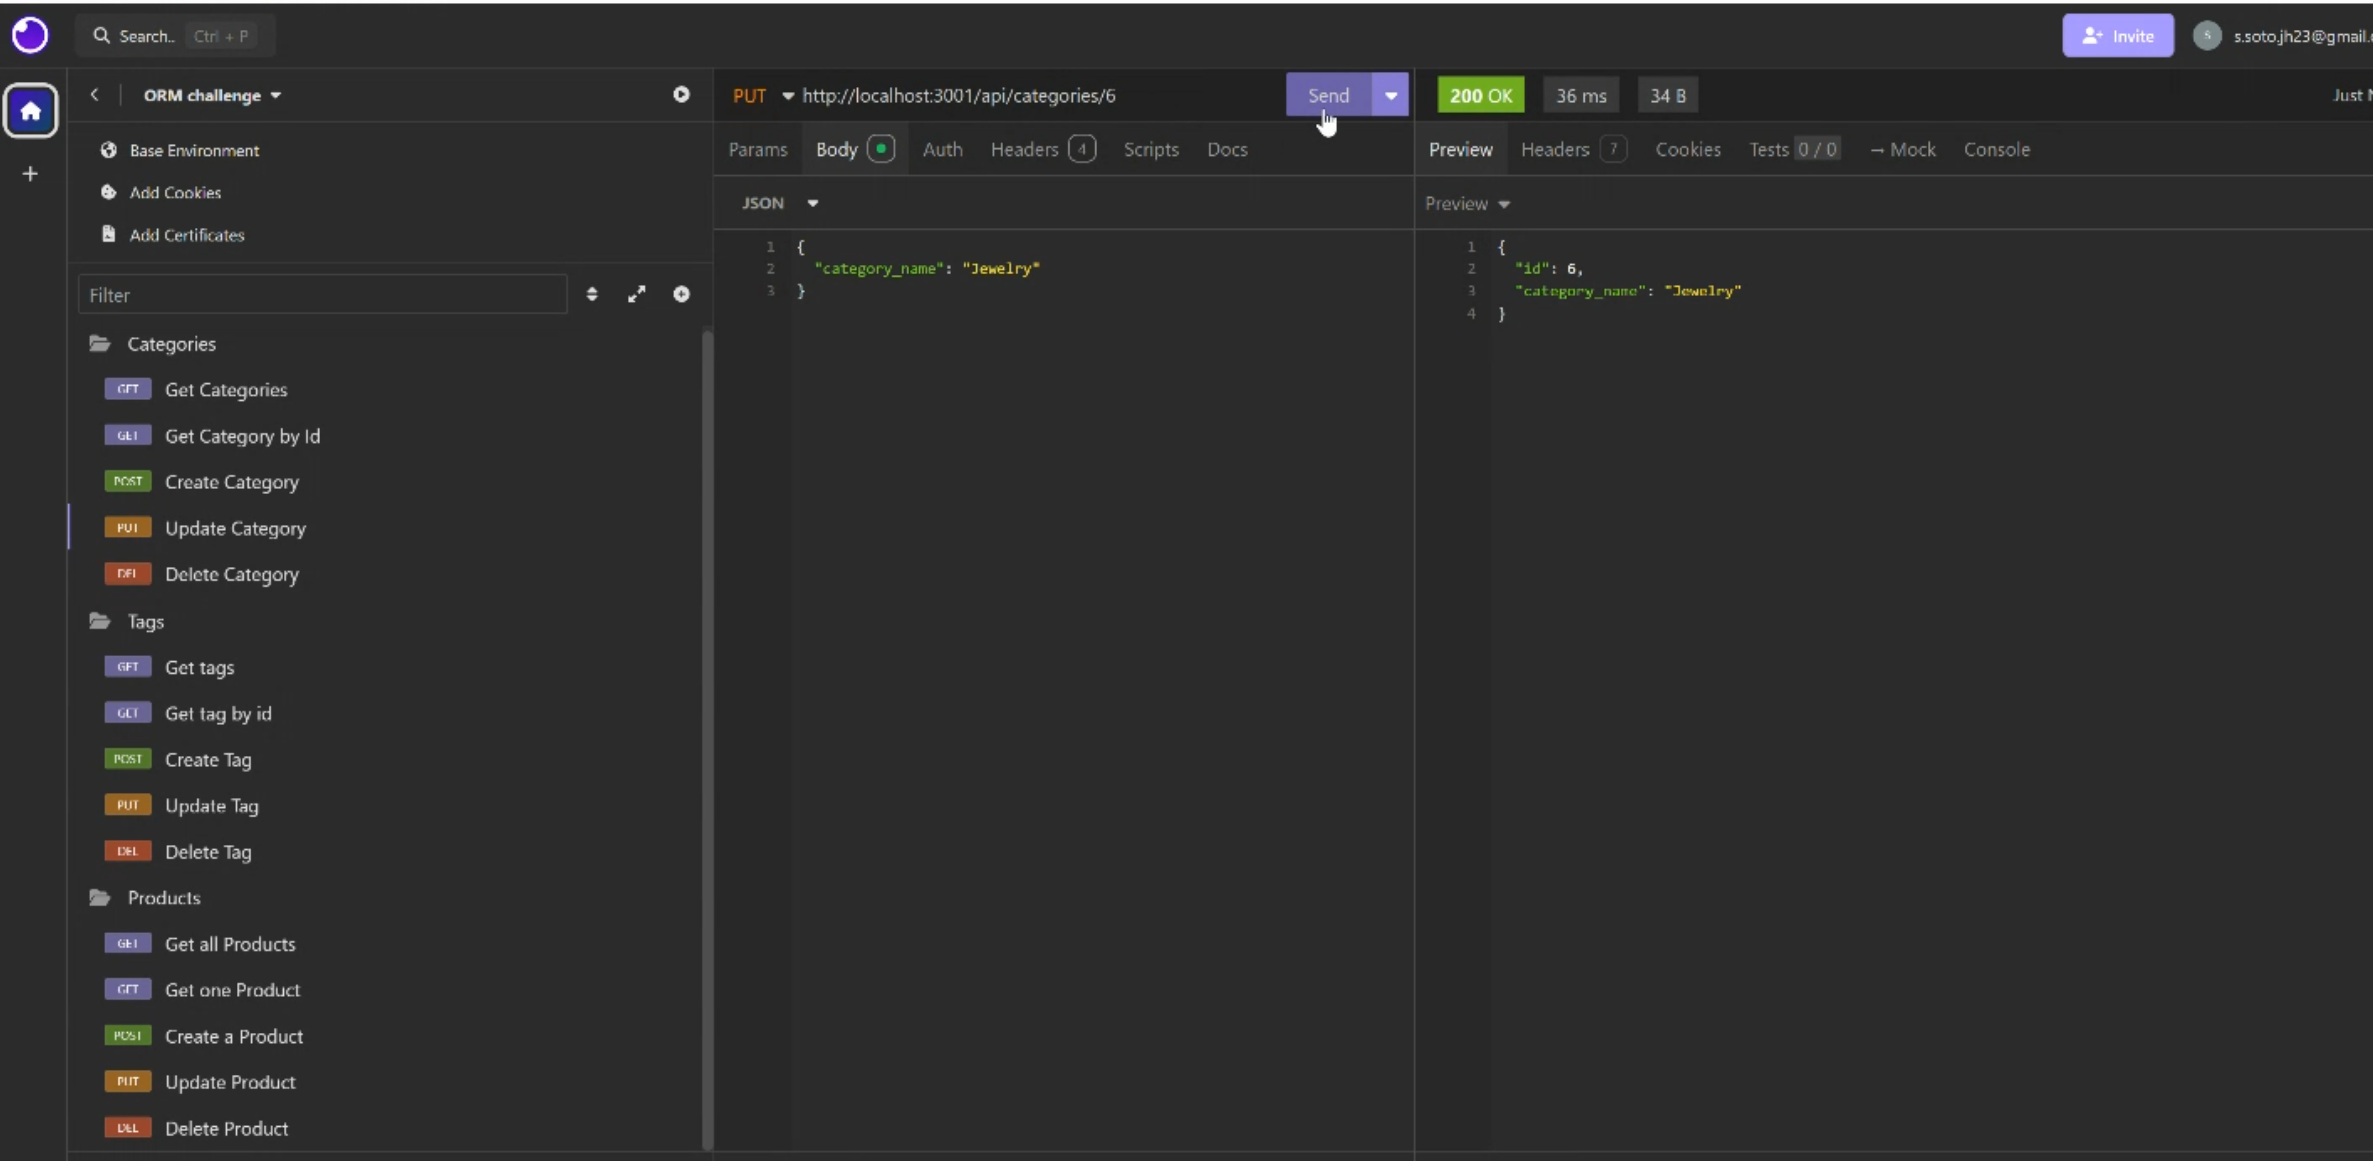 Search.. Ctrl + P
Invite
S
s.soto.jh23@gmail.
ORM challenge
Base Environment
Add Cookies
Add Certificates
Filter
Categories
GET Get Categories
GET Get Category by Id
POST Create Category
PUT Update Category
DEL Delete Category
Tags
GET Get tags
GET Get tag by id
POST Create Tag
PUT Update Tag
DEL Delete Tag
Products
GET Get all Products
GET Get one Product
POST Create a Product
PUT Update Product
DEL Delete Product
PUT http://localhost:3001/api/categories/6 Send
Params Body Auth Headers 4 Scripts Docs
JSON
1 {
2 "category_name": "Jewelry"
3 }
200 OK 36 ms 34 B Just
Preview Headers 7 Cookies Tests 0 / 0 → Mock Console
Preview
1 {
2 "id": 6,
3 "category_name": "Jewelry"
4 }